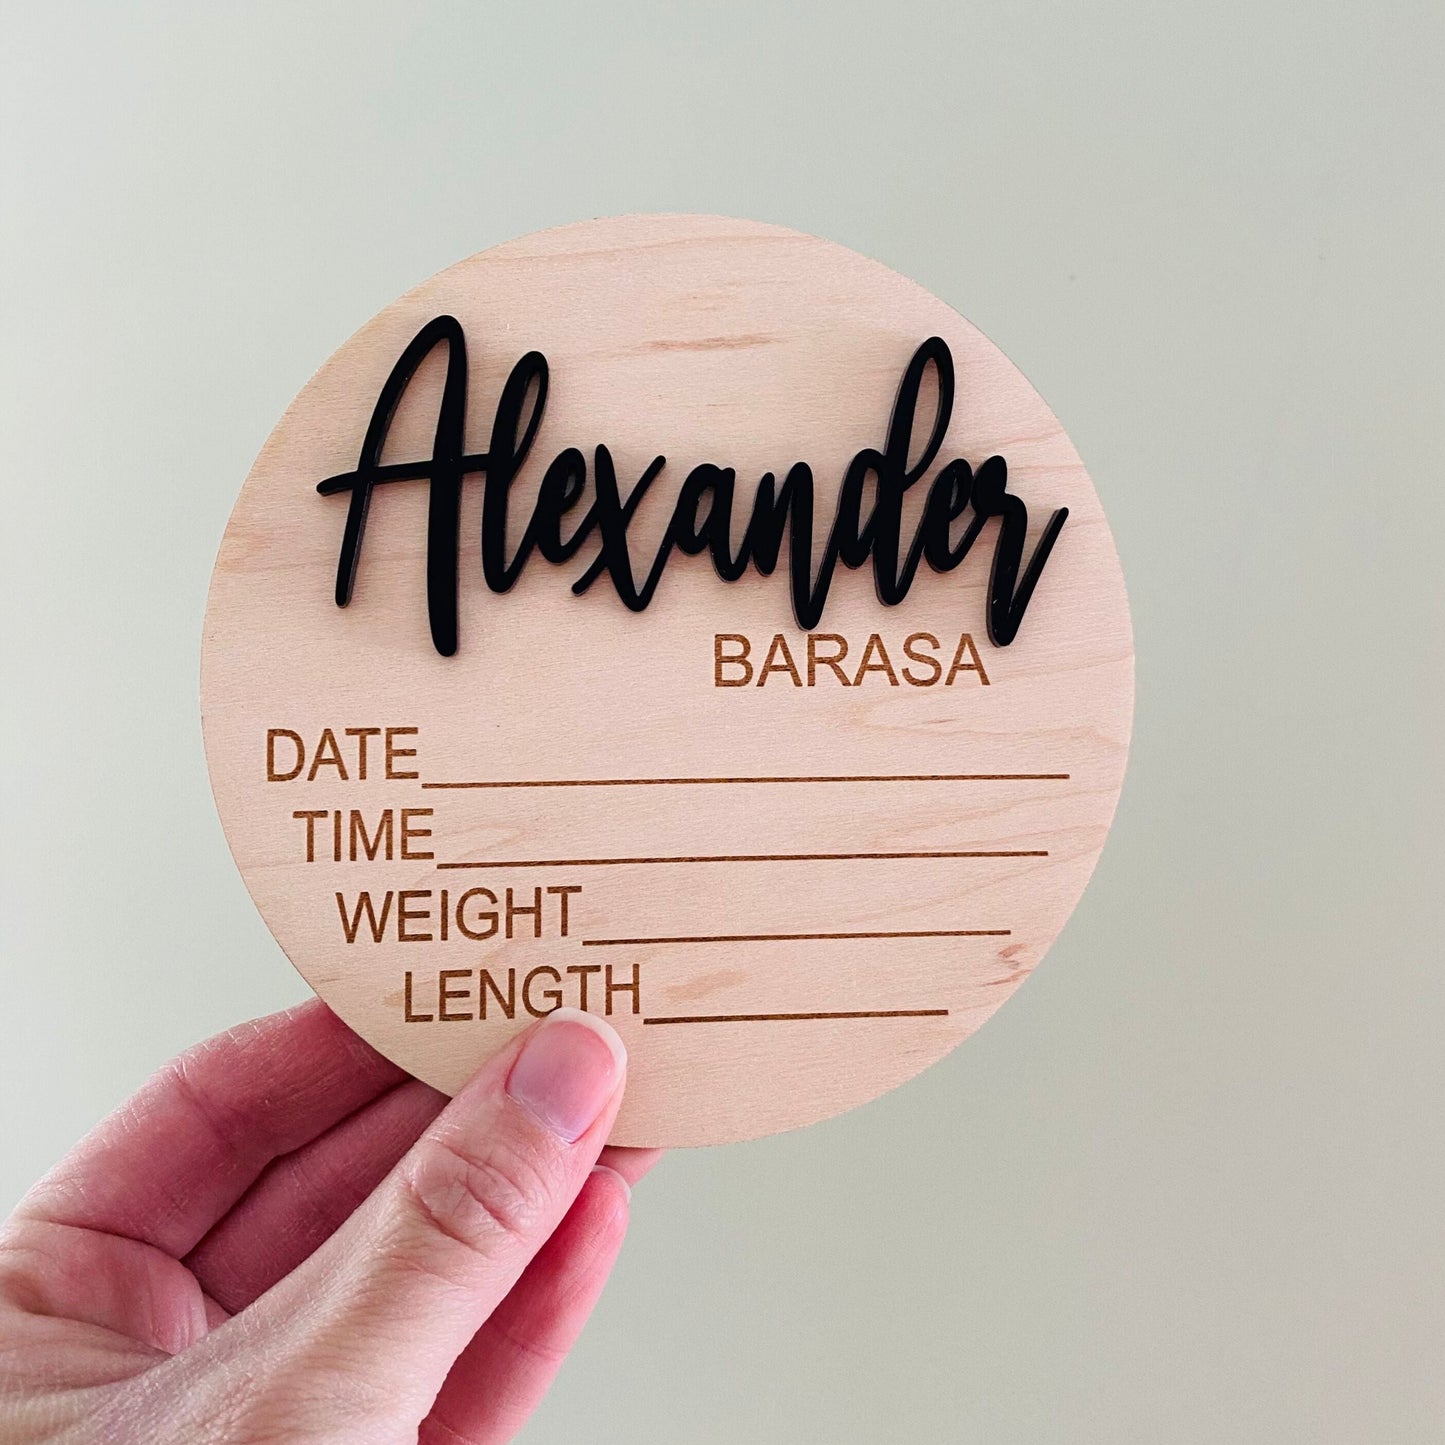 Alexander
BARASA
DATE
TIME
WEIGHT
LENGTH